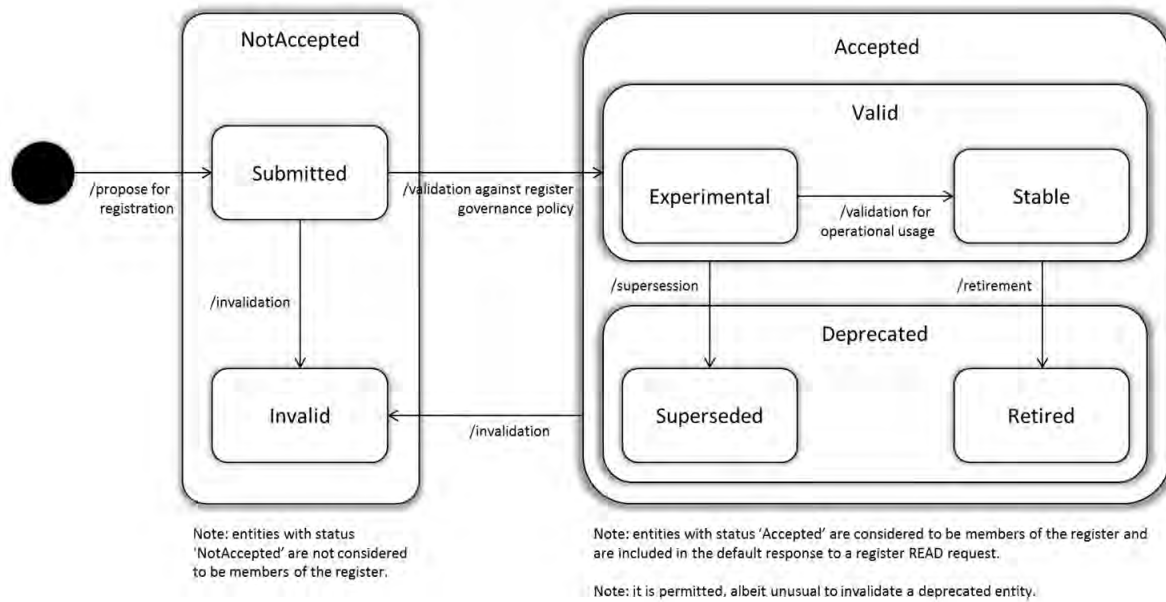 NotAccepted
Accepted
Valid
Submitted
Experimental
Stable
/propose for
registration
/validation against register
governance policy
/validation for
operational usage
/invalidation
/supersession
/retirement
Deprecated
Invalid
Superseded
Retired
/invalidation
Note: entities with status
'NotAccepted' are not considered
to be members of the register.
Note: entities with status ‘Accepted’ are considered to be members of the register and
are included in the default response to a register READ request.
Note: it is permitted, albeit unusual to invalidate a deprecated entity.